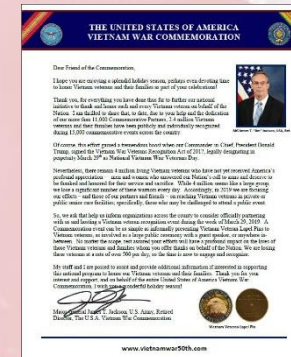 THE UNITED STATES OF AMERICA
VIETNAM WAR COMMEMORATION
Dear Friend of the Commemoration,
I hope you are enjoying a splendid holiday season, perhaps even devoting time
to honor Vietnam veterans and their families as part of your celebrations!
Thank you, for everything you have done thus far to further our national
initiative to thank and honor each and every Vietnam veteran on behalf of the
Nation. I am thrilled to share that, to date, due to your help and the dedication
of our more than 11,000 Commemorative Partners, 2.4 million Vietnam
veterans and their families have been publicly and individually recognized
during 15,000 commemorative events across the country.
Of course, this effort gained a tremendous boost when our Commander in Chief, President Donald
Trump, signed the Vietnam War Veterans Recognition Act of 2017, legally designating in
perpetuity March 29th as National Vietnam War Veterans Day.
Nevertheless, there remain 4 million living Vietnam veterans who have not yet received America's
profound appreciation
men and women who answered our Nation's call to arms and deserve to
be thanked and honored for their service and sacrifice. While 4 million seems like a large group,
we lose a significant number of these warriors every day. Accordingly, in 2019 we are focusing
our efforts – and those of our partners and friends – on reaching Vietnam veterans in private or
public senior care facilities; specifically, those who may be challenged to attend a public event.
So, we ask that help us inform organizations across the country to consider officially partnering
with us and hosting a Vietnam veterans recognition event during the week of March 29, 2019. A
Commemoration event can be as simple as informally presenting Vietnam Veteran Lapel Pins to
Vietnam veterans, as involved as a large public ceremony with a guest speaker, or anywhere in
between. No matter the scope, rest assured your efforts will have a profound impact on the lives of
these Vietnam veterans and families whom you offer thanks on behalf of the Nation. We are losing
these veterans at a rate of over 500 per day, so the time is now to engage and recognize.
My staff and I are poised to assist and provide additional information if interested in supporting
this national program to honor our Vietnam veterans and their families. Thank you for your
interest and support, and on behalf of the entire United States of America Vietnam War
Commemoration, I wish you a wonderful holiday season!
Major General James T. Jackson, U.S. Army, Retired
Director, The U.S.A. Vietnam War Commemoration
Vietnam Veteran Lapel Pin
www.vietnamwar50th.com